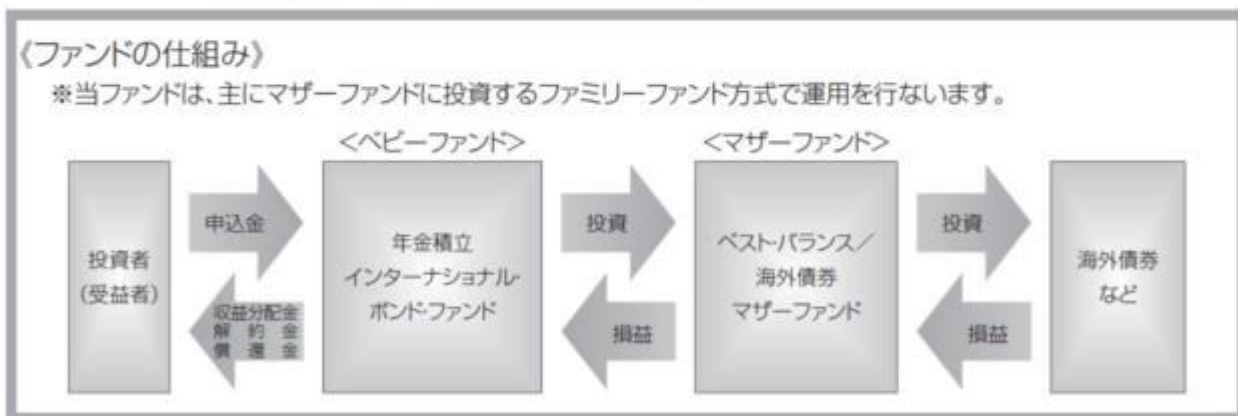 《ファンドの仕組み》
※当ファンドは、主にマザーファンドに投資するファミリーファンド方式で運用を行ないます。
<ベビーファンド>
<マザーファンド>
投資者
(受益者)
申込金
収益分配金
解約金
償還金
年金積立
インターナショナル・
ボンド・ファンド
投資
損益
ベスト・バランス／
海外債券
マザーファンド
投資
損益
海外債券
など